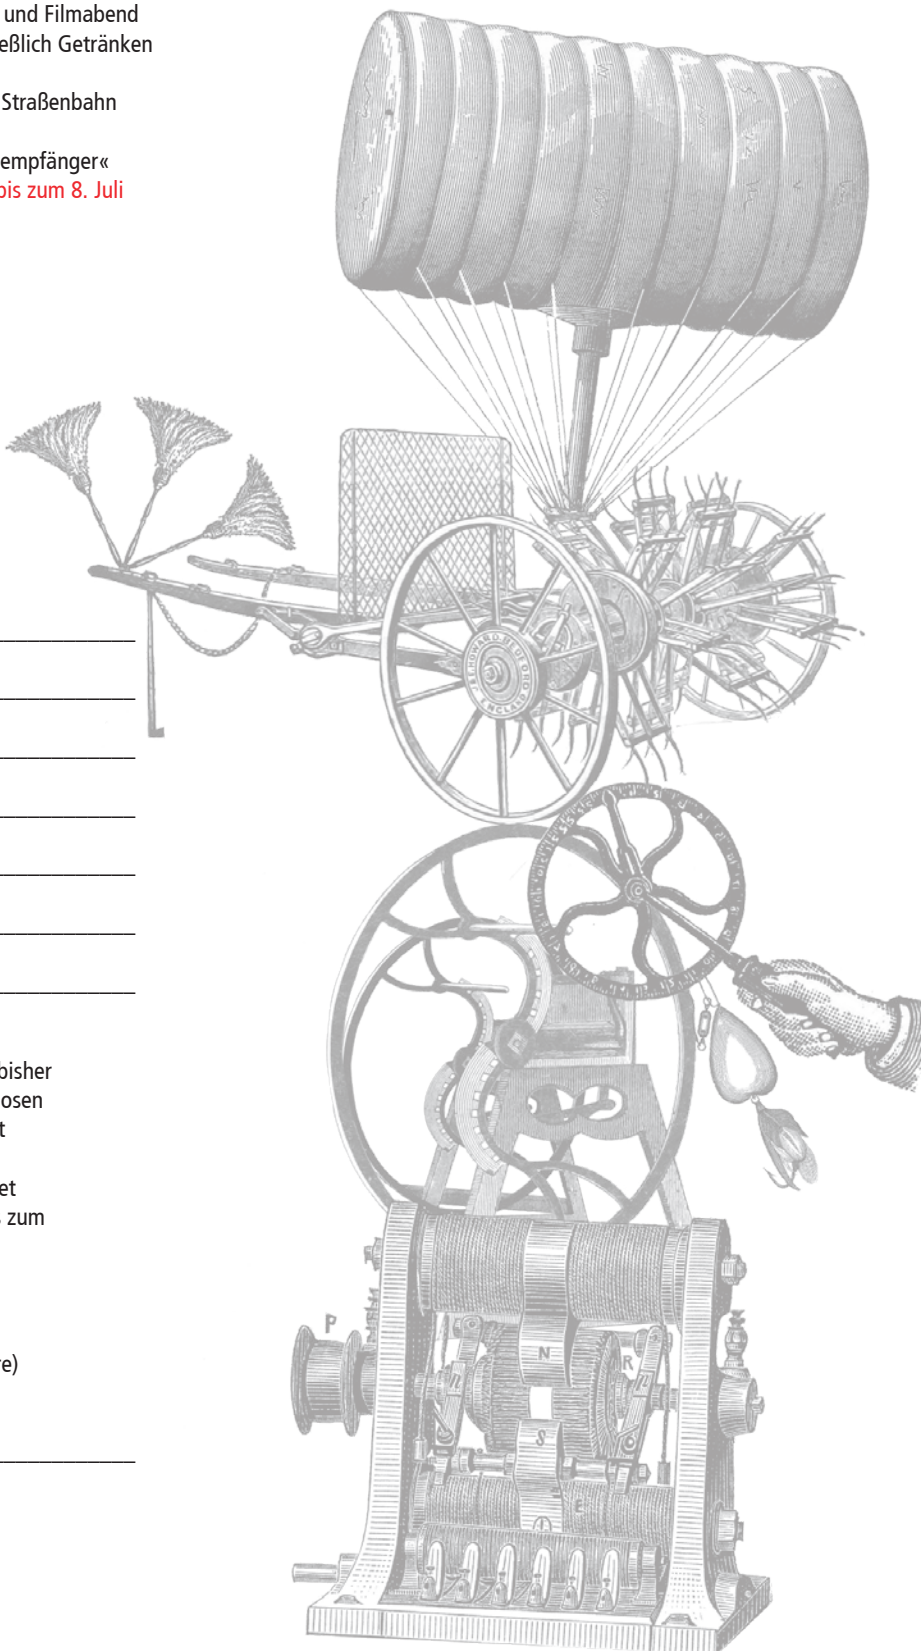 und Filmabend
eßlich Getränken
Straßenbahn
empfänger«
bis zum 8. Juli
bisher
osen
t
et
zum
P
N
R
S
E
e)